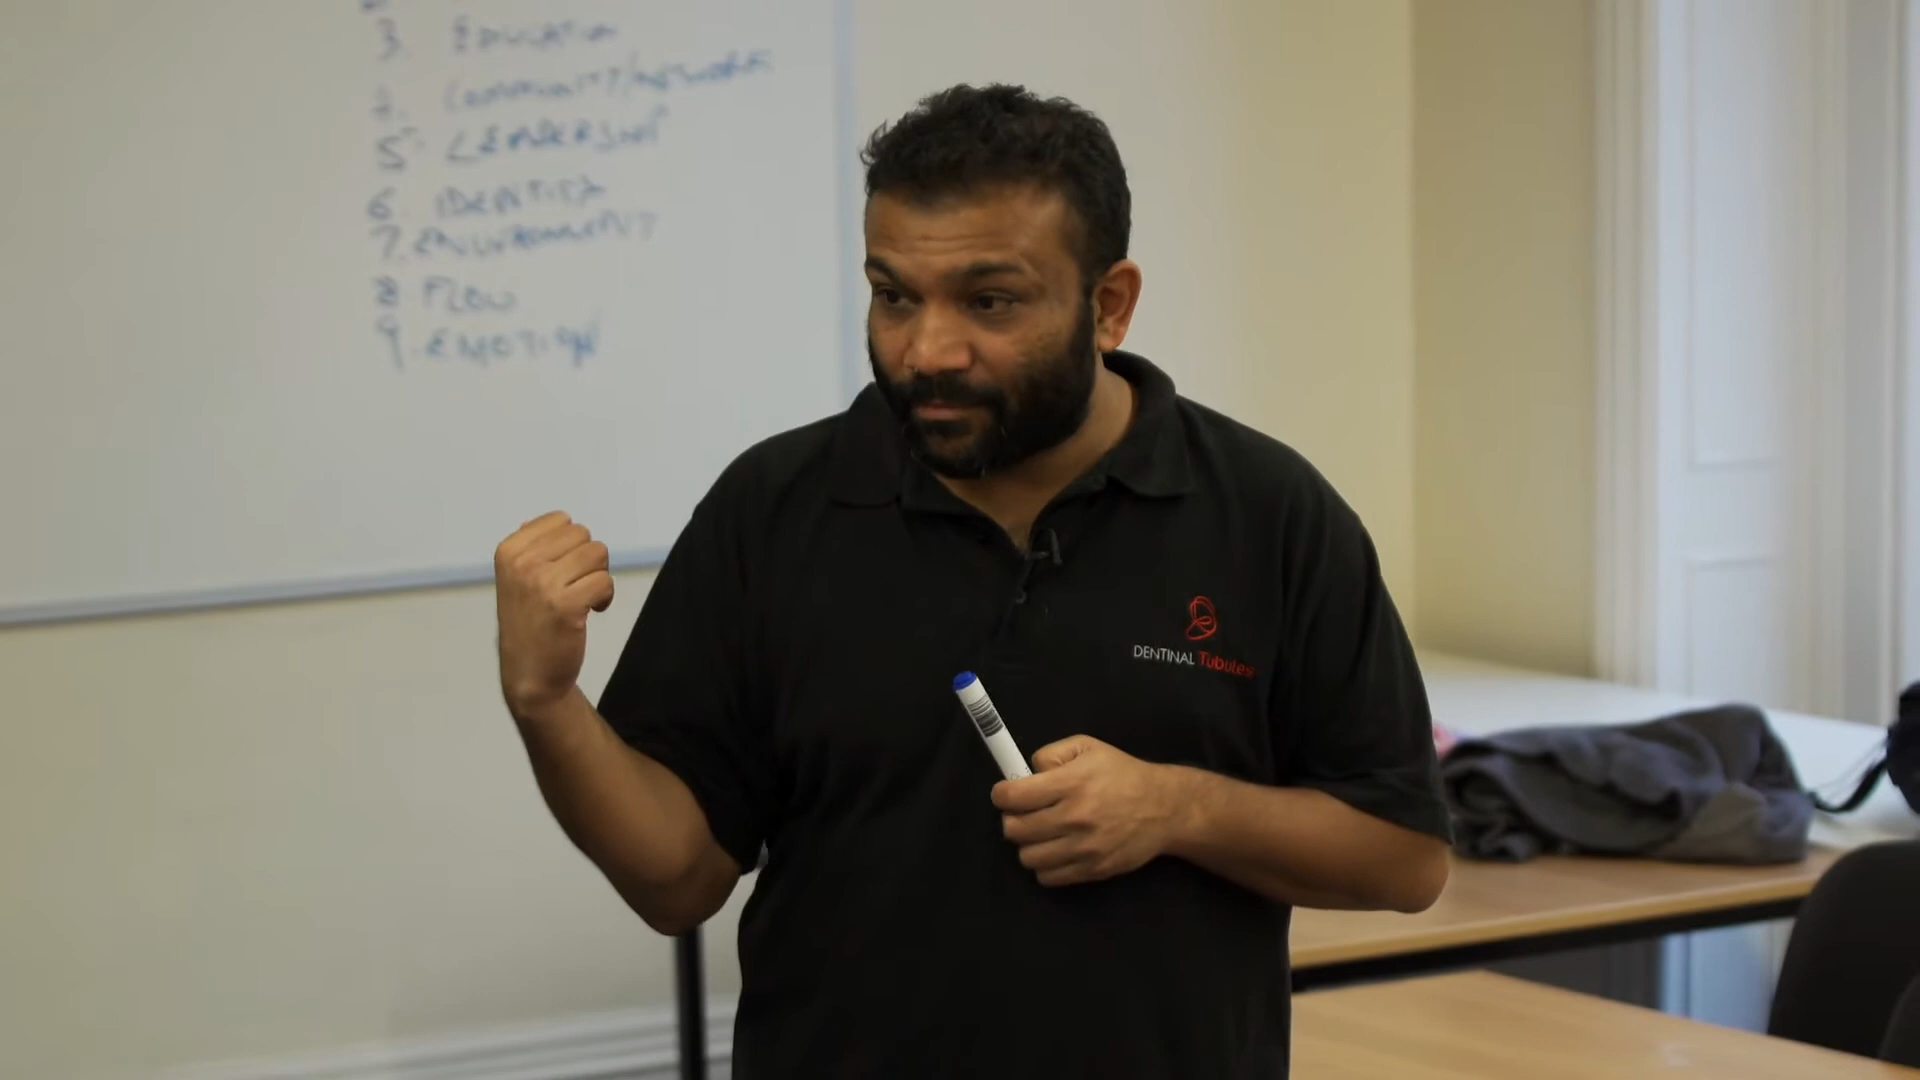 3. EDUCATION
4. COMMUNITY/NETWORK
5. LEADERSHIP
6. IDENTITY
7. ENVIRONMENT
8 FLOW
9. EMOTION
DENTINAL Tubules